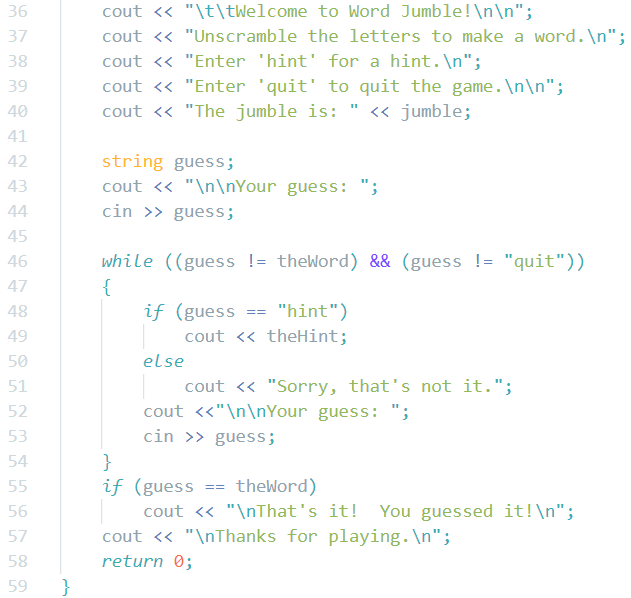 36 cout << "\t\tWelcome to Word Jumble!\n\n";
37 cout << "Unscramble the letters to make a word.\n";
38 cout << "Enter 'hint' for a hint.\n";
39 cout << "Enter 'quit' to quit the game.\n\n";
40 cout << "The jumble is: " << jumble;
41
42 string guess;
43 cout << "\n\nYour guess: ";
44 cin >> guess;
45
46 while ((guess != theWord) && (guess != "quit"))
47 {
48 if (guess == "hint")
49 cout << theHint;
50 else
51 cout << "Sorry, that's not it.";
52 cout <<"\n\nYour guess: ";
53 cin >> guess;
54 }
55 if (guess == theWord)
56 cout << "\nThat's it!  You guessed it!\n";
57 cout << "\nThanks for playing.\n";
58 return 0;
59 }